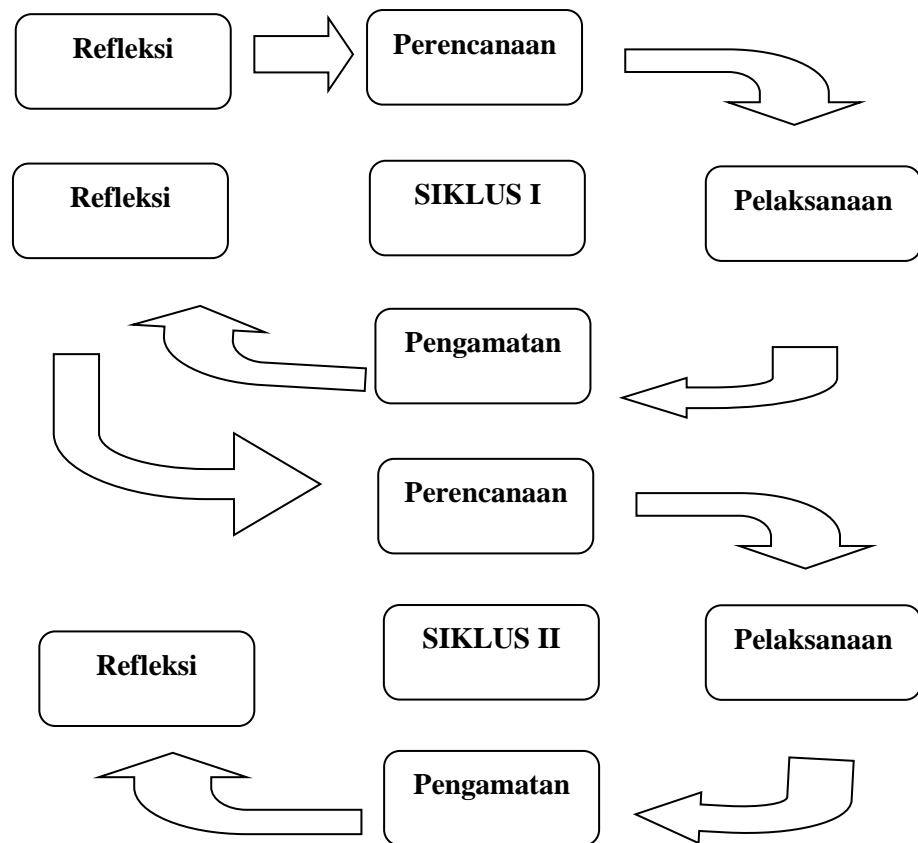 Refleksi
Perencanaan
Refleksi
SIKLUS I
Pelaksanaan
Pengamatan
Perencanaan
Refleksi
SIKLUS II
Pelaksanaan
Pengamatan